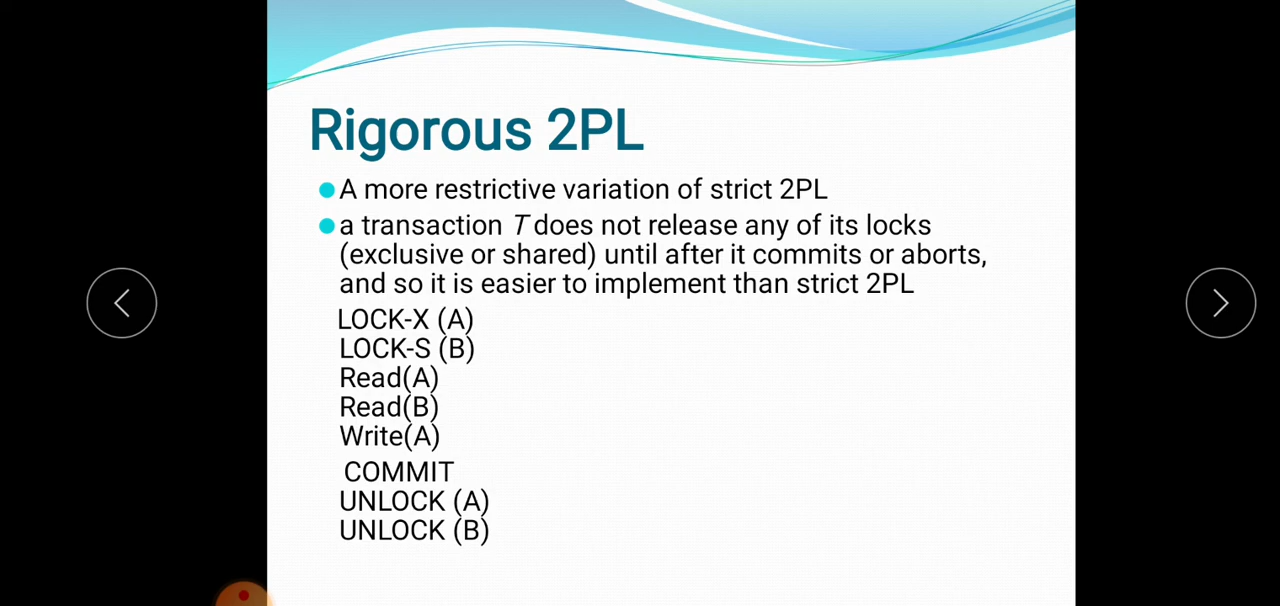 Rigorous 2PL
A more restrictive variation of strict 2PL
a transaction T does not release any of its locks
(exclusive or shared) until after it commits or aborts,
and so it is easier to implement than strict 2PL
LOCK-X (A)
LOCK-S (B)
Read(A)
Read(B)
Write(A)
COMMIT
UNLOCK (A)
UNLOCK (B)